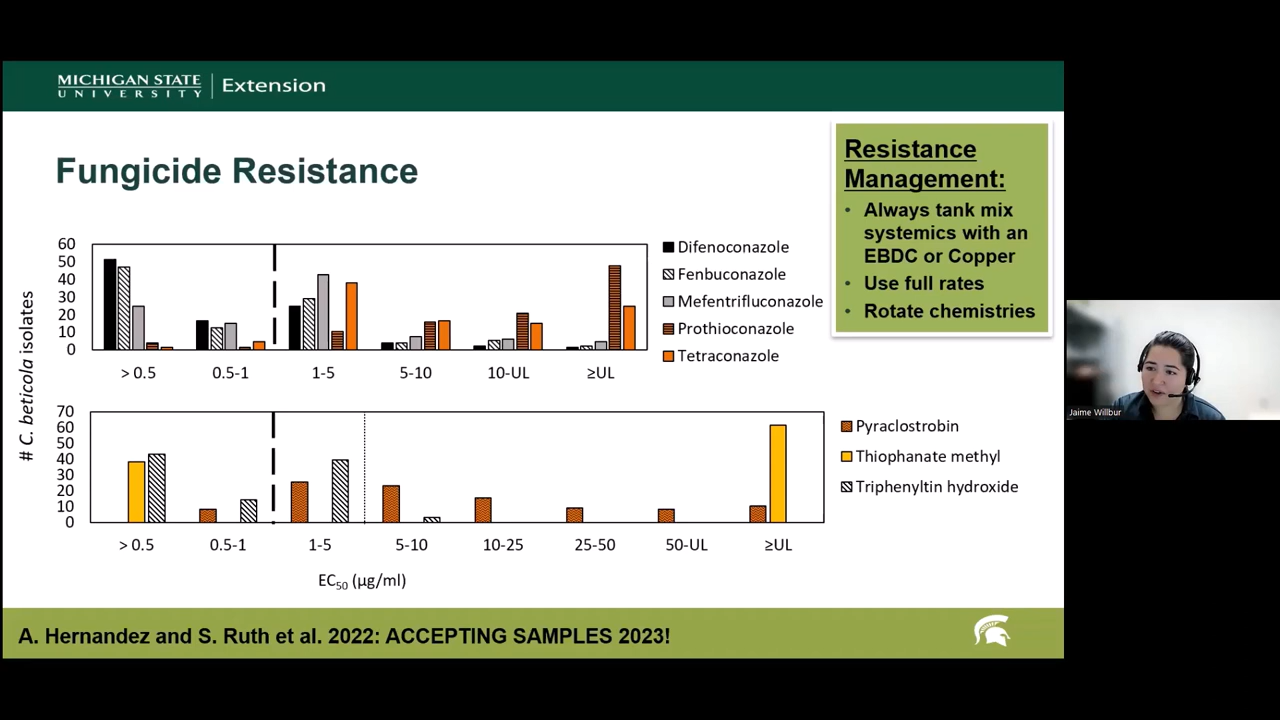 MICHIGAN STATE
UNIVERSITY
Extension
Fungicide Resistance
Resistance
Management:
• Always tank mix
systemics with an
EBDC or Copper
• Use full rates
• Rotate chemistries
# C. beticola isolates
60
50
40
30
20
10
0
> 0.5
0.5-1
1-5
5-10
10-UL
≥UL
Difenoconazole
Fenbuconazole
Mefentrifluconazole
Prothioconazole
Tetraconazole
70
60
50
40
30
20
10
0
> 0.5
0.5-1
1-5
5-10
10-25
25-50
50-UL
≥UL
Pyraclostrobin
Thiophanate methyl
Triphenyltin hydroxide
EC50 (µg/ml)
A. Hernandez and S. Ruth et al. 2022: ACCEPTING SAMPLES 2023!
Jaime Willbur